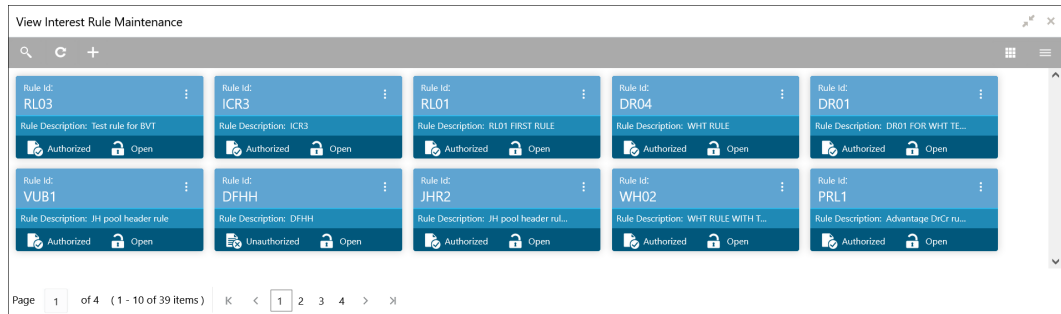 View Interest Rule Maintenance
Rule Id:
RL03
Rule Description: Test rule for BVT
Authorized Open
Rule Id:
ICR3
Rule Description: ICR3
Authorized Open
Rule Id:
RL01
Rule Description: RL01 FIRST RULE
Authorized Open
Rule Id:
DR04
Rule Description: WHT RULE
Authorized Open
Rule Id:
DR01
Rule Description: DR01 FOR WHT TE...
Authorized Open
Rule Id:
VUB1
Rule Description: JH pool header rule
Authorized Open
Rule Id:
DFHH
Rule Description: DFHH
Unauthorized Open
Rule Id:
JHR2
Rule Description: JH pool header rul...
Authorized Open
Rule Id:
WH02
Rule Description: WHT RULE WITH T...
Authorized Open
Rule Id:
PRL1
Rule Description: Advantage DrCr ru...
Authorized Open
Page 1 of 4 ( 1 - 10 of 39 items ) 1 2 3 4